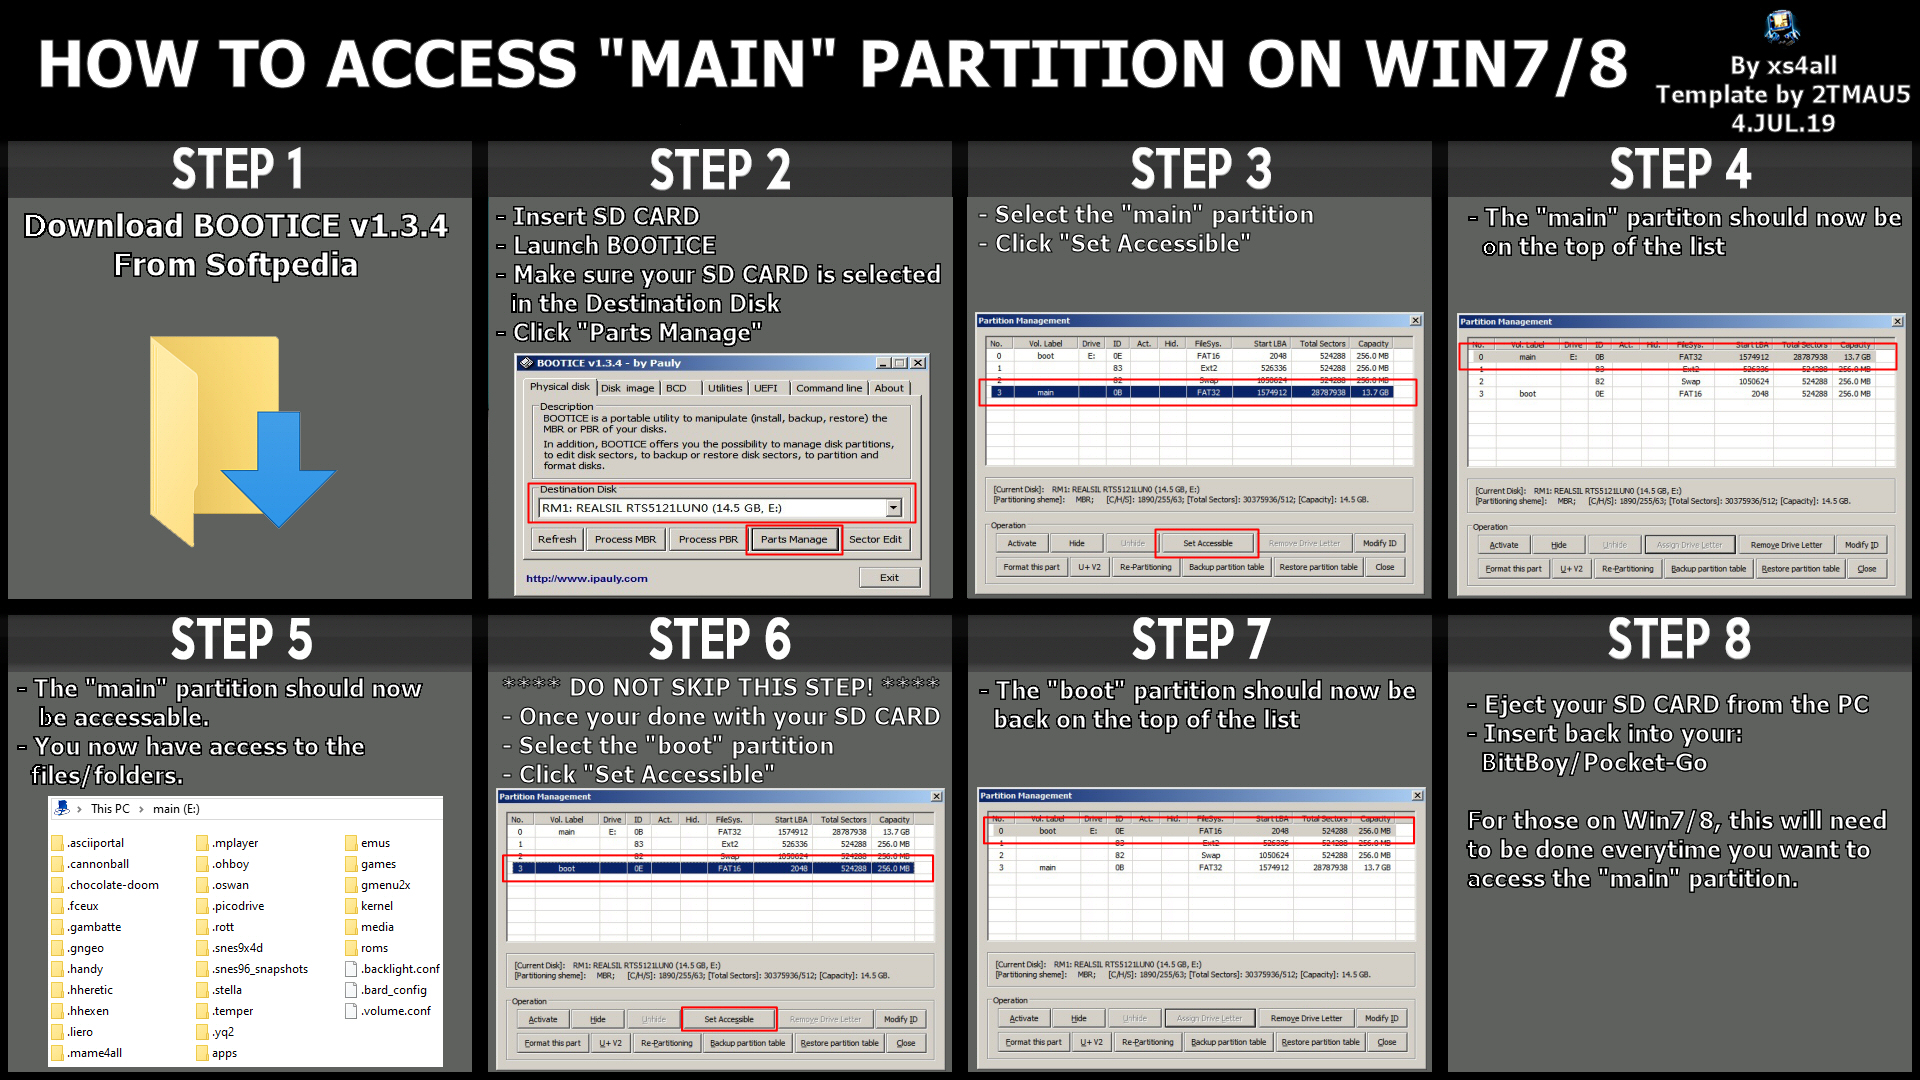 HOW TO ACCESS "MAIN" PARTITION ON WIN7/8
By xs4all
Template by 2TMAU5
4.JUL.19
STEP 1
Download BOOTICE v1.3.4
From Softpedia
STEP 2
- Insert SD CARD
- Launch BOOTICE
- Make sure your SD CARD is selected
in the Destination Disk
- Click "Parts Manage"
BOOTICE v1.3.4 - by Pauly
Physical disk Disk image BCD Utilities UEFI Command line About
Description
BOOTICE is a portable utility to manipulate (install, backup, restore) the
MBR or PBR of your disks.
In addition, BOOTICE offers you the possibility to manage disk partitions,
to edit disk sectors, to backup or restore disk sectors, to partition and
format disks.
Destination Disk
RM1: REALSIL RTS5121LUN0 (14.5 GB, E:)
Refresh Process MBR Process PBR Parts Manage Sector Edit
http://www.ipauly.com Exit
STEP 3
- Select the "main" partition
- Click "Set Accessible"
Partition Management
No. Vol. Label Drive ID Act. Hid. FileSys. Start LBA Total Sectors Capacity
0 boot E: 0E FAT16 2048 524288 256.0 MB
1 83 Ext2 526336 524288 256.0 MB
2 82 Swap 1050624 524288 256.0 MB
3 main 0B FAT32 1574912 28787938 13.7 GB
[Current Disk]: RM1: REALSIL RTS5121LUN0 (14.5 GB, E:)
[Partitioning sheme]: MBR; [C/H/S]: 1890/255/63; [Total Sectors]: 30375936/512; [Capacity]: 14.5 GB.
Operation
Activate Hide Unhide Set Accessible Remove Drive Letter Modify ID
Format this part U+ V2 Re-Partitioning Backup partition table Restore partition table Close
STEP 4
- The "main" partiton should now be
on the top of the list
Partition Management
No. Vol. Label Drive ID Act. Hid. FileSys. Start LBA Total Sectors Capacity
0 main E: 0B FAT32 1574912 28787938 13.7 GB
1 83 Ext2 526336 524288 256.0 MB
2 82 Swap 1050624 524288 256.0 MB
3 boot 0E FAT16 2048 524288 256.0 MB
[Current Disk]: RM1: REALSIL RTS5121LUN0 (14.5 GB, E:)
[Partitioning sheme]: MBR; [C/H/S]: 1890/255/63; [Total Sectors]: 30375936/512; [Capacity]: 14.5 GB.
Operation
Activate Hide Unhide Assign Drive Letter Remove Drive Letter Modify ID
Format this part U+ V2 Re-Partitioning Backup partition table Restore partition table Close
STEP 5
- The "main" partition should now
be accessable.
- You now have access to the
files/folders.
This PC > main (E:)
.asciiportal .mplayer emus
.cannonball .ohboy games
.chocolate-doom .oswan gmenu2x
.fceux .picodrive kernel
.gambatte .rott media
.gngeo .snes9x4d roms
.handy .snes96_snapshots .backlight.conf
.hheretic .stella .bard_config
.hhexen .temper .volume.conf
.liero .yq2
.mame4all apps
STEP 6
**** DO NOT SKIP THIS STEP! ****
- Once your done with your SD CARD
- Select the "boot" partition
- Click "Set Accessible"
Partition Management
No. Vol. Label Drive ID Act. Hid. FileSys. Start LBA Total Sectors Capacity
0 main E: 0B FAT32 1574912 28787938 13.7 GB
1 83 Ext2 526336 524288 256.0 MB
2 82 Swap 1050624 524288 256.0 MB
3 boot 0E FAT16 2048 524288 256.0 MB
[Current Disk]: RM1: REALSIL RTS5121LUN0 (14.5 GB, E:)
[Partitioning sheme]: MBR; [C/H/S]: 1890/255/63; [Total Sectors]: 30375936/512; [Capacity]: 14.5 GB.
Operation
Activate Hide Unhide Set Accessible Remove Drive Letter Modify ID
Format this part U+ V2 Re-Partitioning Backup partition table Restore partition table Close
STEP 7
- The "boot" partition should now be
back on the top of the list
Partition Management
No. Vol. Label Drive ID Act. Hid. FileSys. Start LBA Total Sectors Capacity
0 boot E: 0E FAT16 2048 524288 256.0 MB
1 83 Ext2 526336 524288 256.0 MB
2 82 Swap 1050624 524288 256.0 MB
3 main 0B FAT32 1574912 28787938 13.7 GB
[Current Disk]: RM1: REALSIL RTS5121LUN0 (14.5 GB, E:)
[Partitioning sheme]: MBR; [C/H/S]: 1890/255/63; [Total Sectors]: 30375936/512; [Capacity]: 14.5 GB.
Operation
Activate Hide Unhide Assign Drive Letter Remove Drive Letter Modify ID
Format this part U+ V2 Re-Partitioning Backup partition table Restore partition table Close
STEP 8
- Eject your SD CARD from the PC
- Insert back into your:
BittBoy/Pocket-Go
For those on Win7/8, this will need
to be done everytime you want to
access the "main" partition.